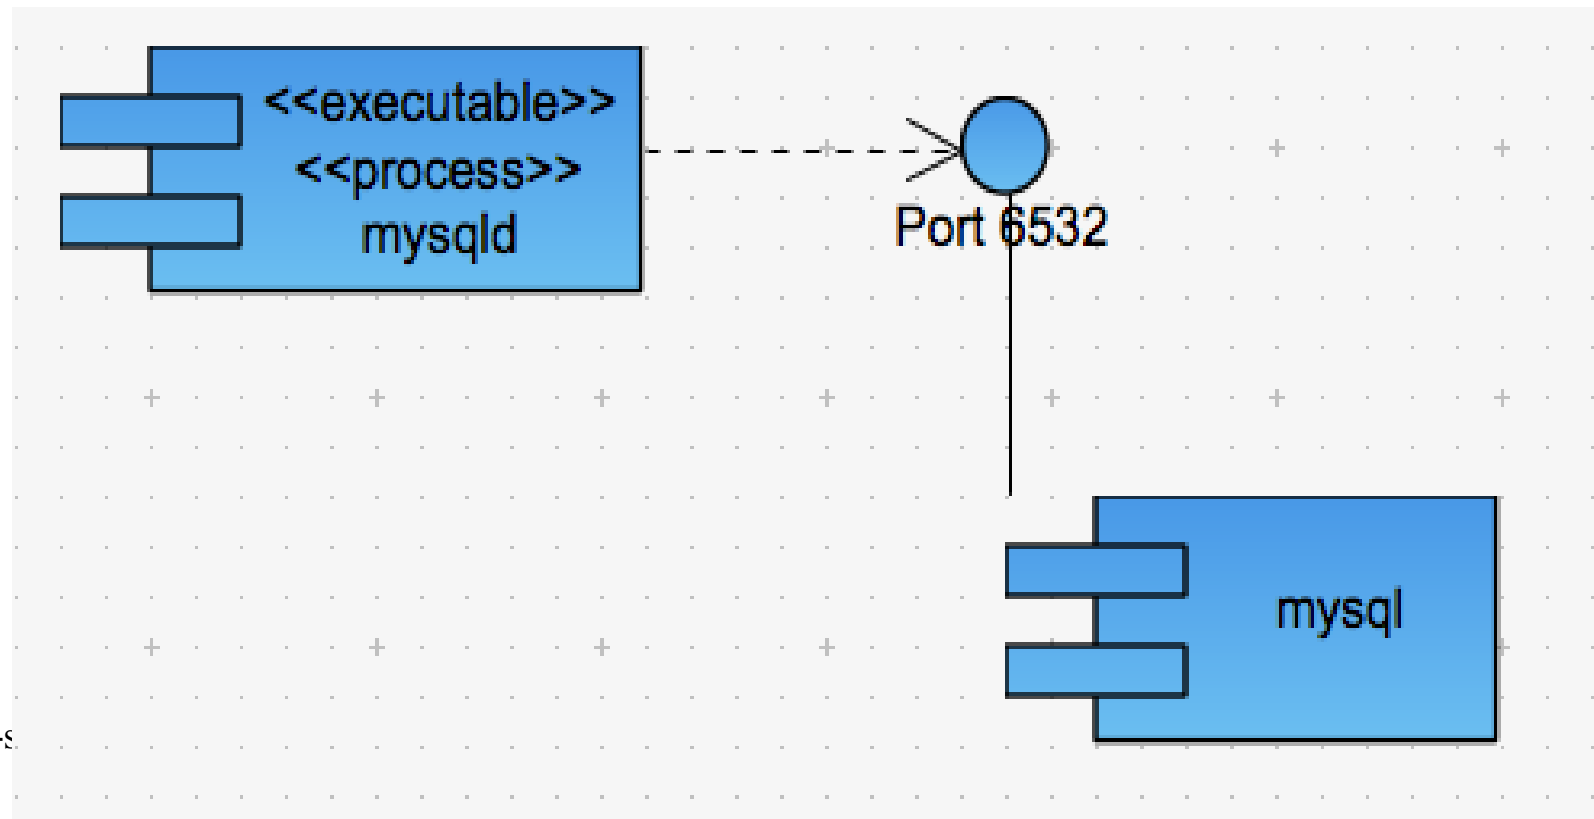 <<executable>>
<<process>>
mysqld
Port 6532
mysql
-s